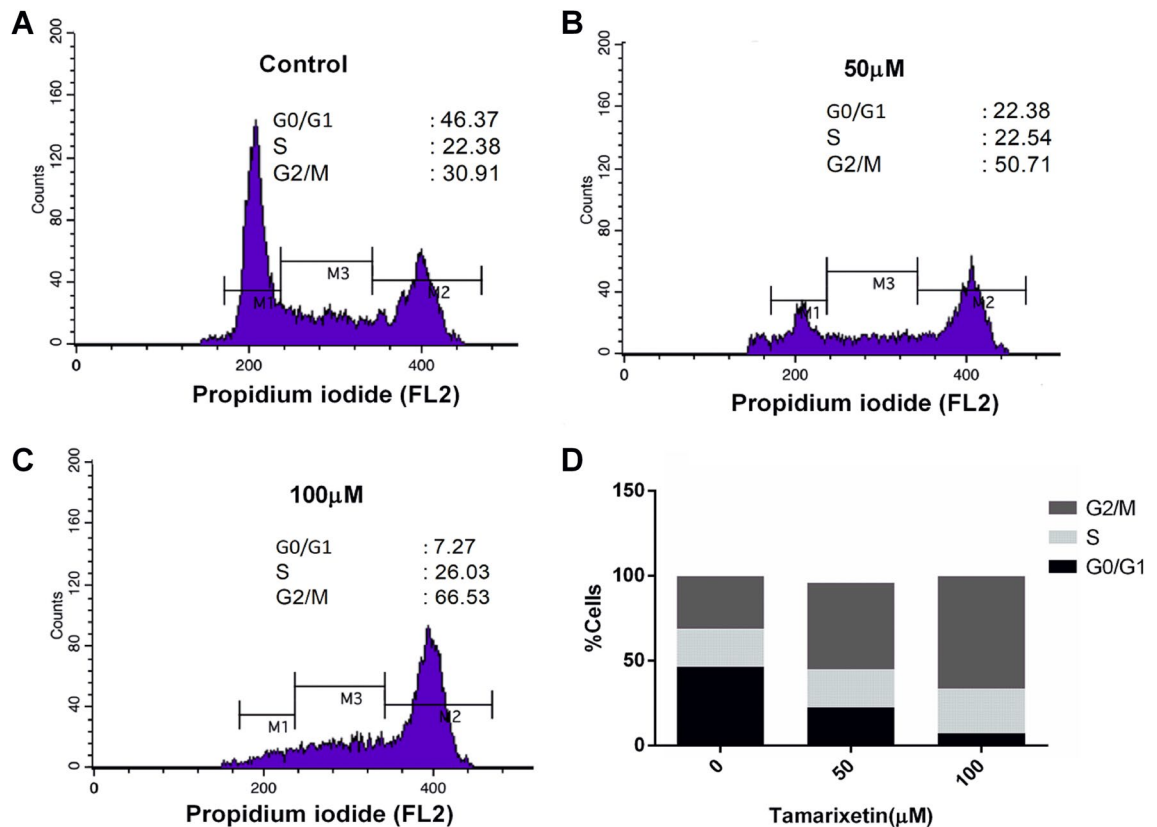 A
Control
G0/G1 : 46.37
S : 22.38
G2/M : 30.91
200
160
120
80
40
0
Counts
M1
M3
M2
0 200 400
Propidium iodide (FL2)
B
50μM
G0/G1 : 22.38
S : 22.54
G2/M : 50.71
200
160
120
80
40
0
Counts
M1
M3
M2
0 200 400
Propidium iodide (FL2)
C
100μM
G0/G1 : 7.27
S : 26.03
G2/M : 66.53
200
160
120
80
40
0
Counts
M1
M3
M2
0 200 400
Propidium iodide (FL2)
D
150
100
50
0
%Cells
G2/M
S
G0/G1
0 50 100
Tamarixetin(μM)